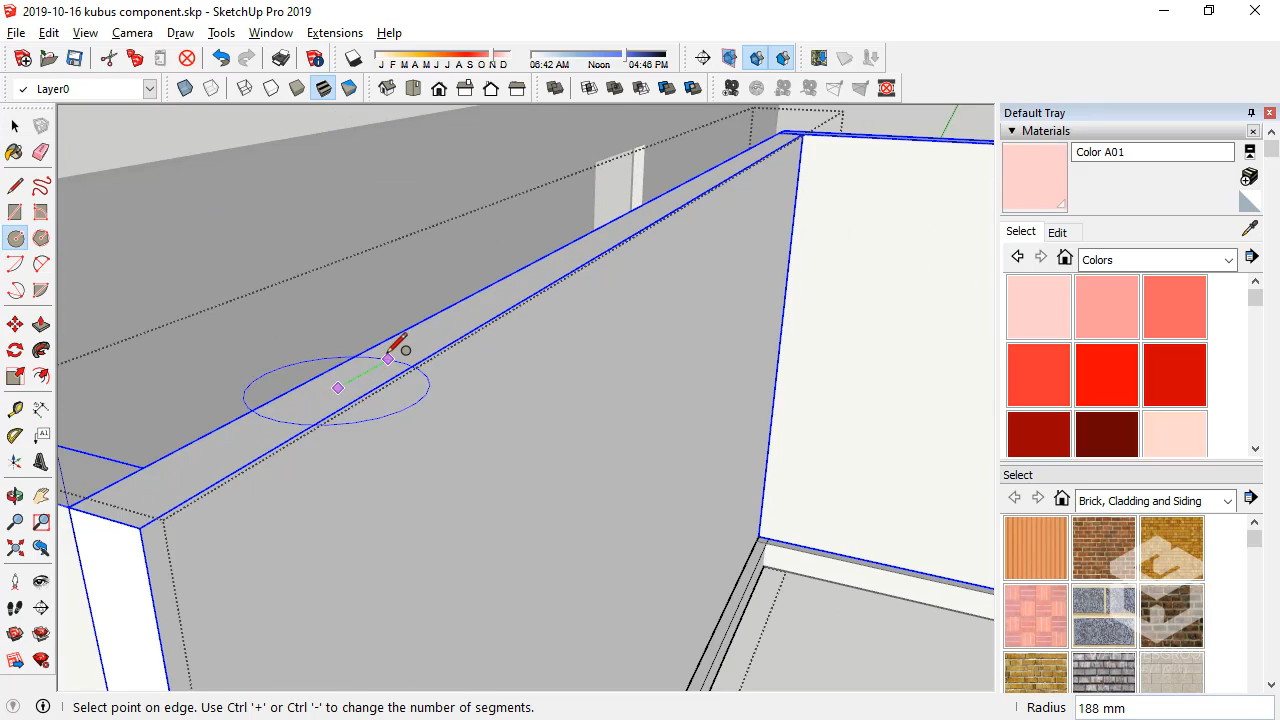 2019-10-16 kubus component.skp - SketchUp Pro 2019
File Edit View Camera Draw Tools Window Extensions Help
J F M A M J J A S O N D
06:42 AM Noon 04:46 PM
Layer0
Default Tray
Materials
Color A01
Select Edit
Colors
Select
Brick, Cladding and Siding
A1
Select point on edge. Use Ctrl '+' or Ctrl '-' to change the number of segments.
Radius 188 mm